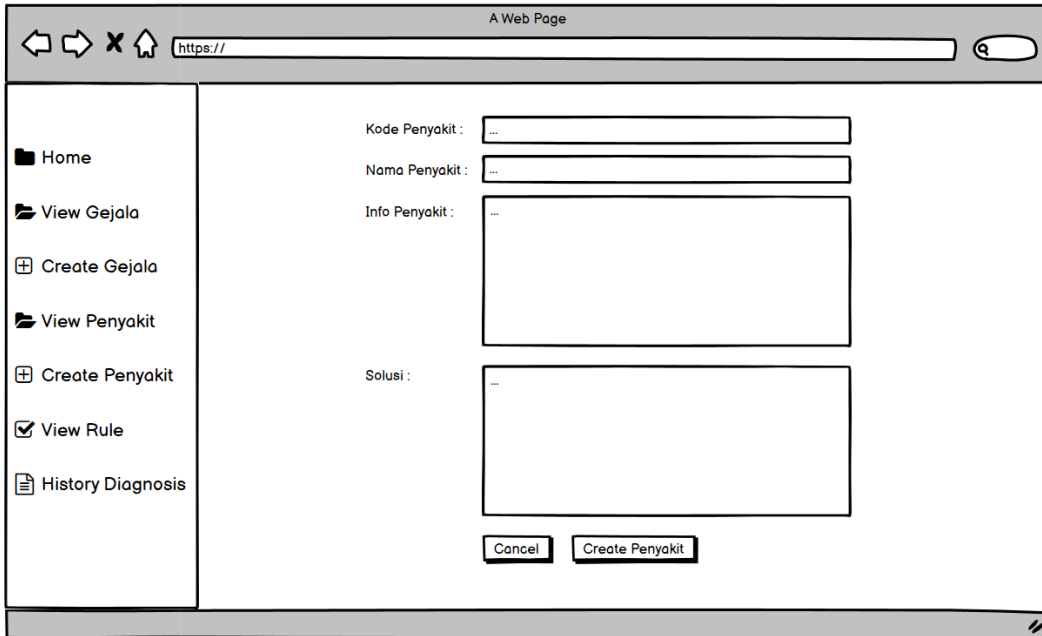 A Web Page
https://
Home
View Gejala
Create Gejala
View Penyakit
Create Penyakit
View Rule
History Diagnosis
Kode Penyakit : ...
Nama Penyakit : ...
Info Penyakit : ...
Solusi : ...
Cancel Create Penyakit